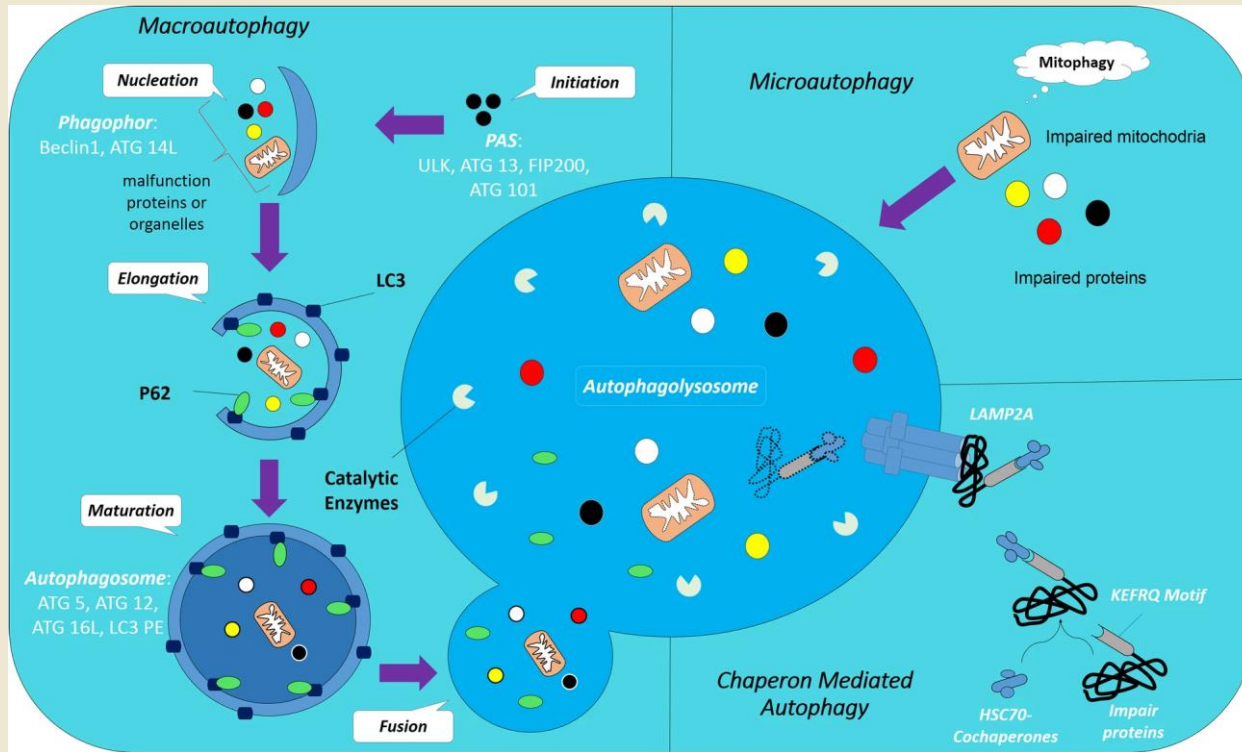 Macroautophagy
Nucleation
Initiation
Phagophor:
Beclin1, ATG 14L
malfunction
proteins or
organelles
PAS:
ULK, ATG 13, FIP200,
ATG 101
Elongation
LC3
P62
Maturation
Autophagosome:
ATG 5, ATG 12,
ATG 16L, LC3 PE
Fusion
Catalytic
Enzymes
Autophagolysosome
Microautophagy
Mitophagy
Impaired mitochodria
Impaired proteins
LAMP2A
KEFRQ Motif
HSC70-
Cochaperones
Impair
proteins
Chaperon Mediated
Autophagy